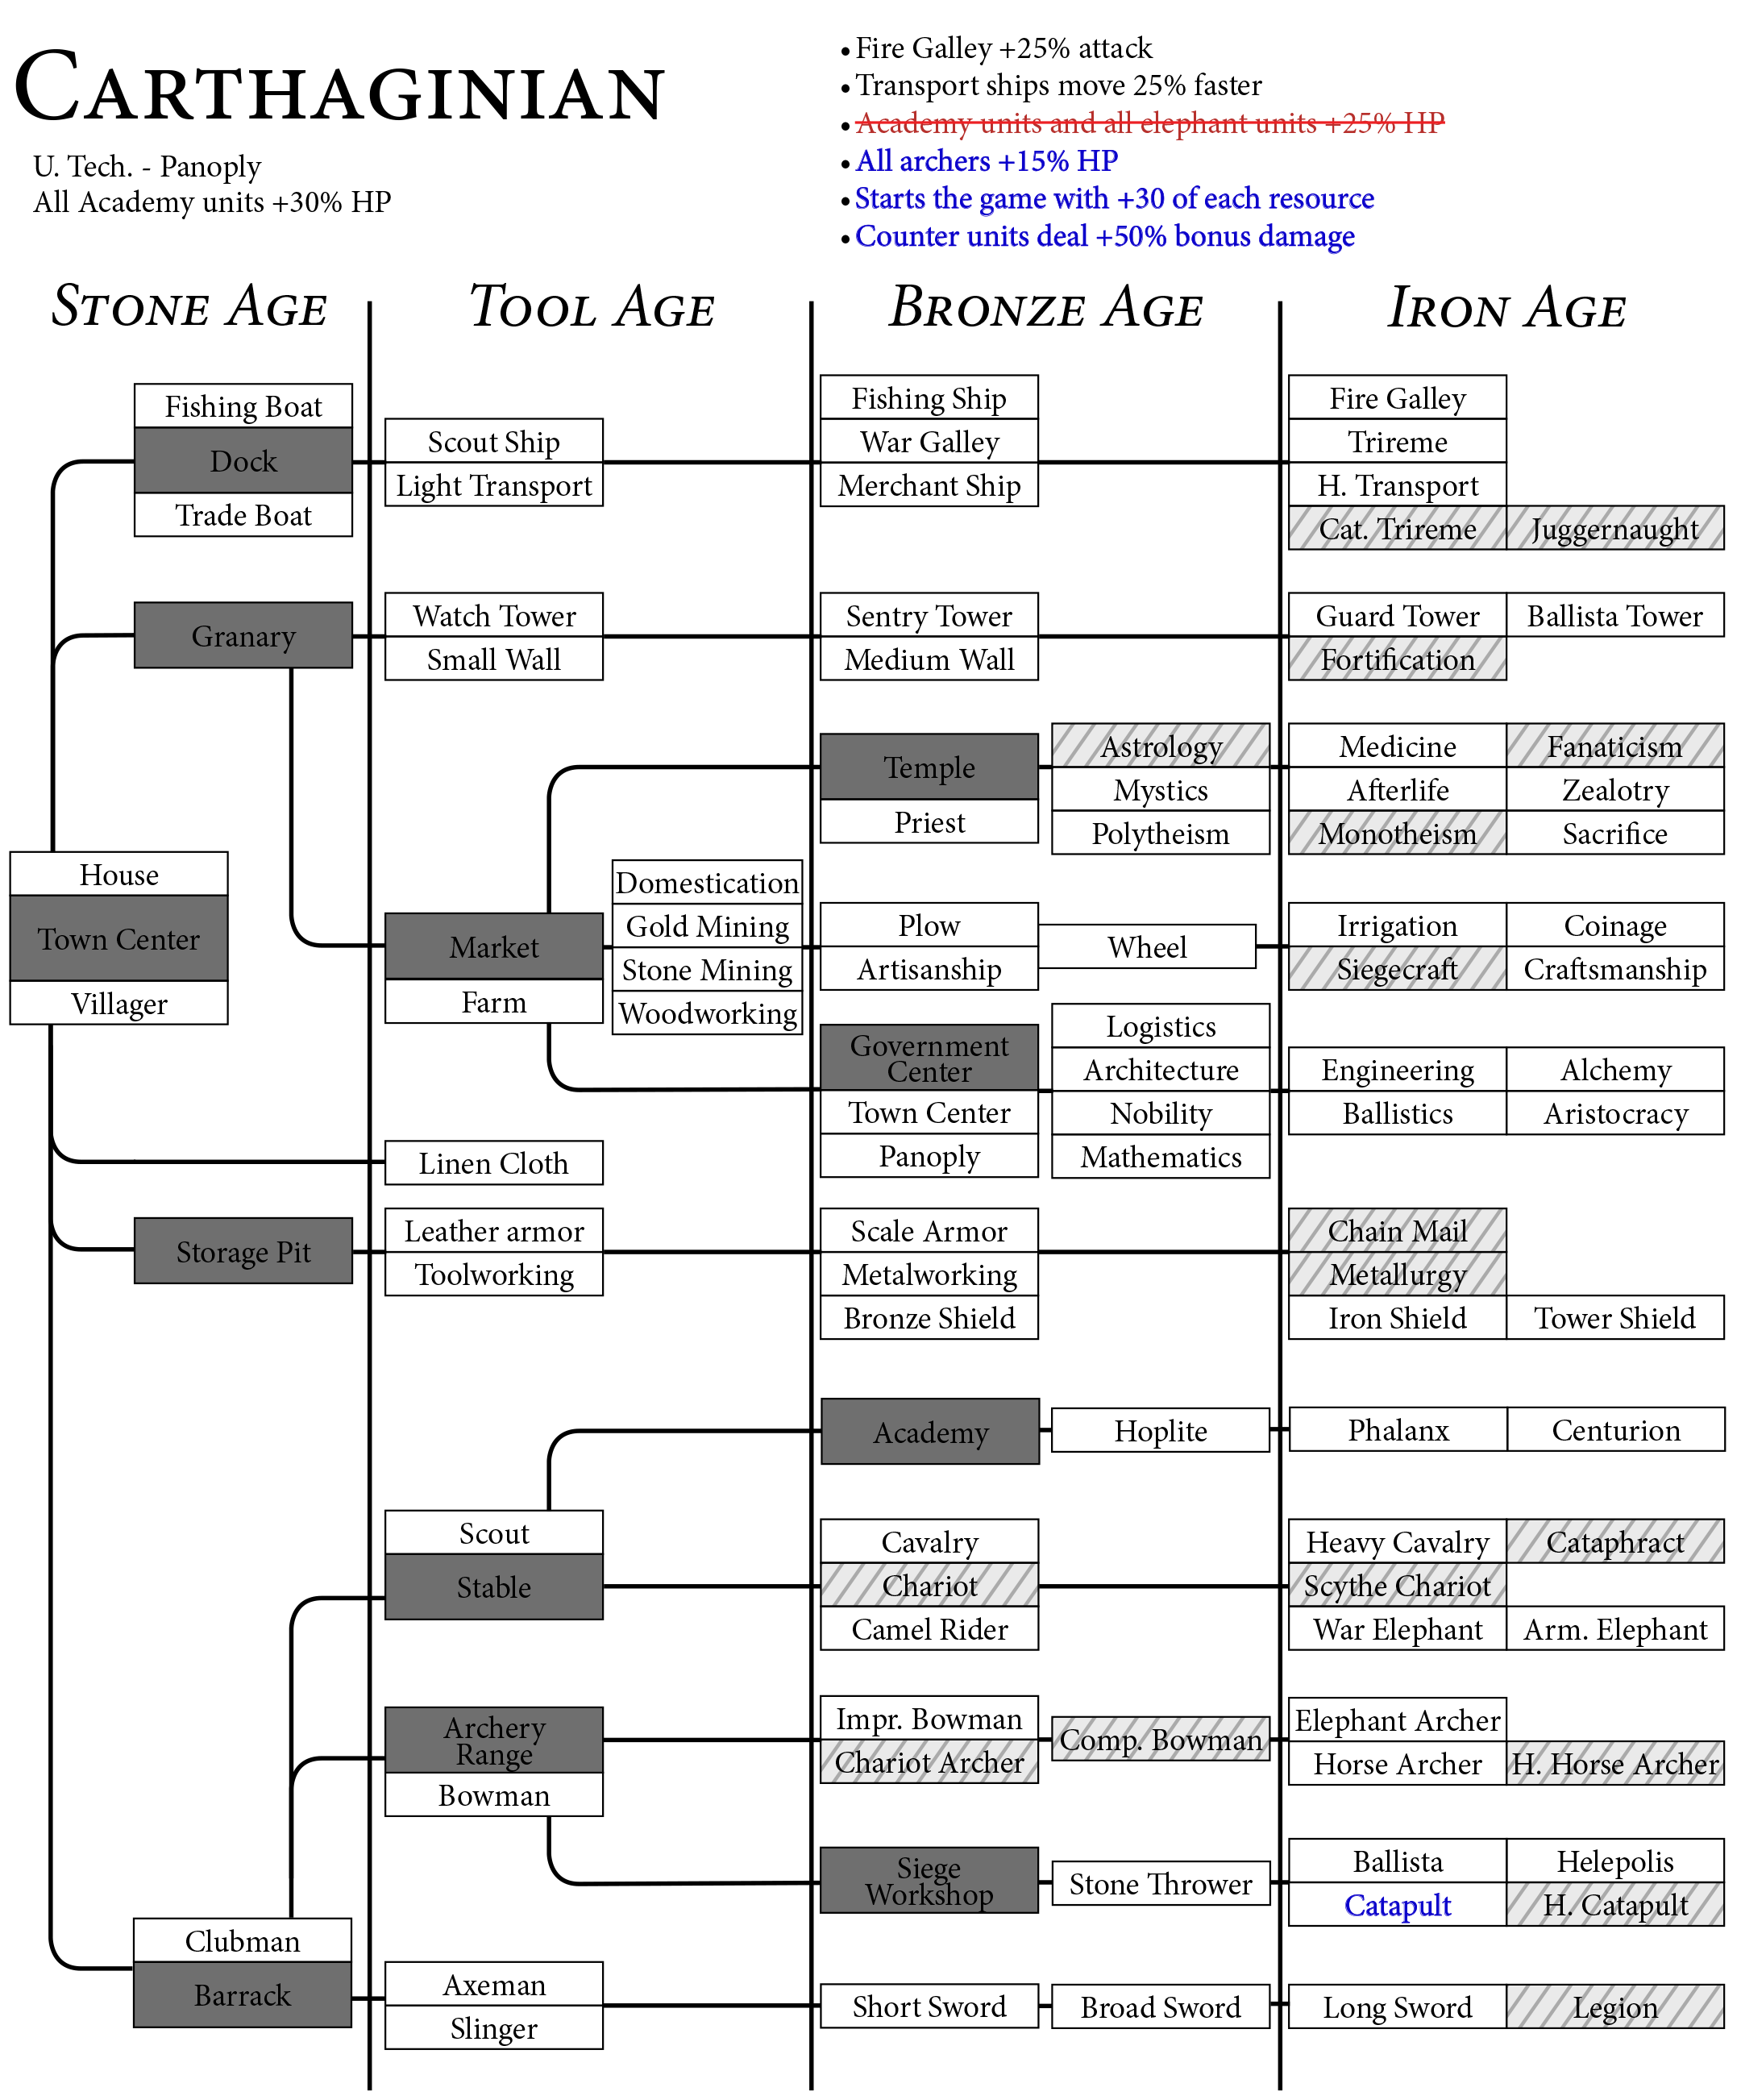 CARTHAGINIAN
U. Tech. - Panoply
All Academy units +30% HP
• Fire Galley +25% attack
• Transport ships move 25% faster
• Academy units and all elephant units +25% HP
• All archers +15% HP
• Starts the game with +30 of each resource
• Counter units deal +50% bonus damage
STONE AGE
TOOL AGE
BRONZE AGE
IRON AGE
Fishing Boat
Dock
Trade Boat
Scout Ship
Light Transport
Fishing Ship
War Galley
Merchant Ship
Fire Galley
Trireme
H. Transport
Cat. Trireme
Juggernaught
Granary
Watch Tower
Small Wall
Sentry Tower
Medium Wall
Guard Tower
Ballista Tower
Fortification
Temple
Priest
Astrology
Mystics
Polytheism
Medicine
Fanaticism
Afterlife
Zealotry
Monotheism
Sacrifice
House
Town Center
Villager
Market
Farm
Domestication
Gold Mining
Stone Mining
Woodworking
Plow
Artisanship
Wheel
Irrigation
Coinage
Siegecraft
Craftsmanship
Government
Center
Town Center
Panoply
Logistics
Architecture
Nobility
Mathematics
Engineering
Alchemy
Ballistics
Aristocracy
Linen Cloth
Storage Pit
Leather armor
Toolworking
Scale Armor
Metalworking
Bronze Shield
Chain Mail
Metallurgy
Iron Shield
Tower Shield
Academy
Hoplite
Phalanx
Centurion
Scout
Stable
Cavalry
Chariot
Camel Rider
Heavy Cavalry
Cataphract
Scythe Chariot
War Elephant
Arm. Elephant
Archery
Range
Bowman
Impr. Bowman
Chariot Archer
Comp. Bowman
Elephant Archer
Horse Archer
H. Horse Archer
Siege
Workshop
Stone Thrower
Ballista
Helepolis
Catapult
H. Catapult
Clubman
Barrack
Axeman
Slinger
Short Sword
Broad Sword
Long Sword
Legion